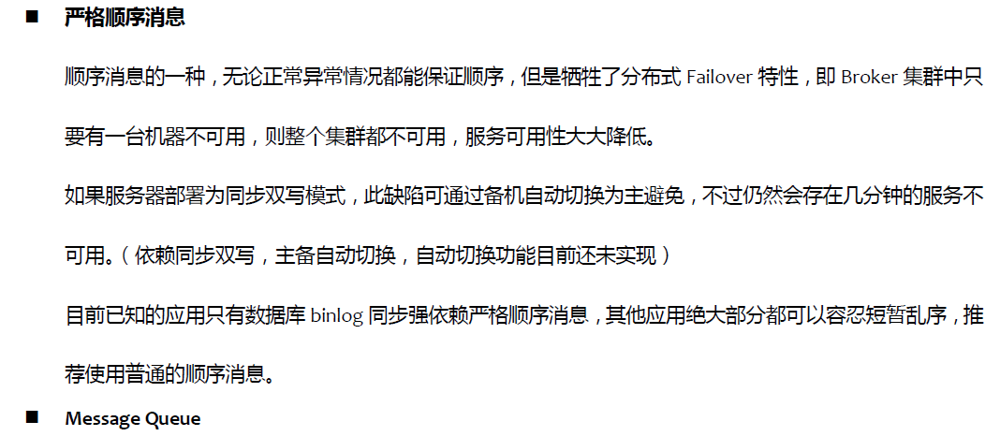 ■ 严格顺序消息
顺序消息的一种，无论正常异常情况都能保证顺序，但是牺牲了分布式 Failover 特性，即 Broker 集群中只
要有一台机器不可用，则整个集群都不可用，服务可用性大大降低。
如果服务器部署为同步双写模式，此缺陷可通过备机自动切换为主避免，不过仍然会存在几分钟的服务不
可用。（依赖同步双写，主备自动切换，自动切换功能目前还未实现）
目前已知的应用只有数据库 binlog 同步强依赖严格顺序消息，其他应用绝大部分都可以容忍短暂乱序，推
荐使用普通的顺序消息。
■ Message Queue